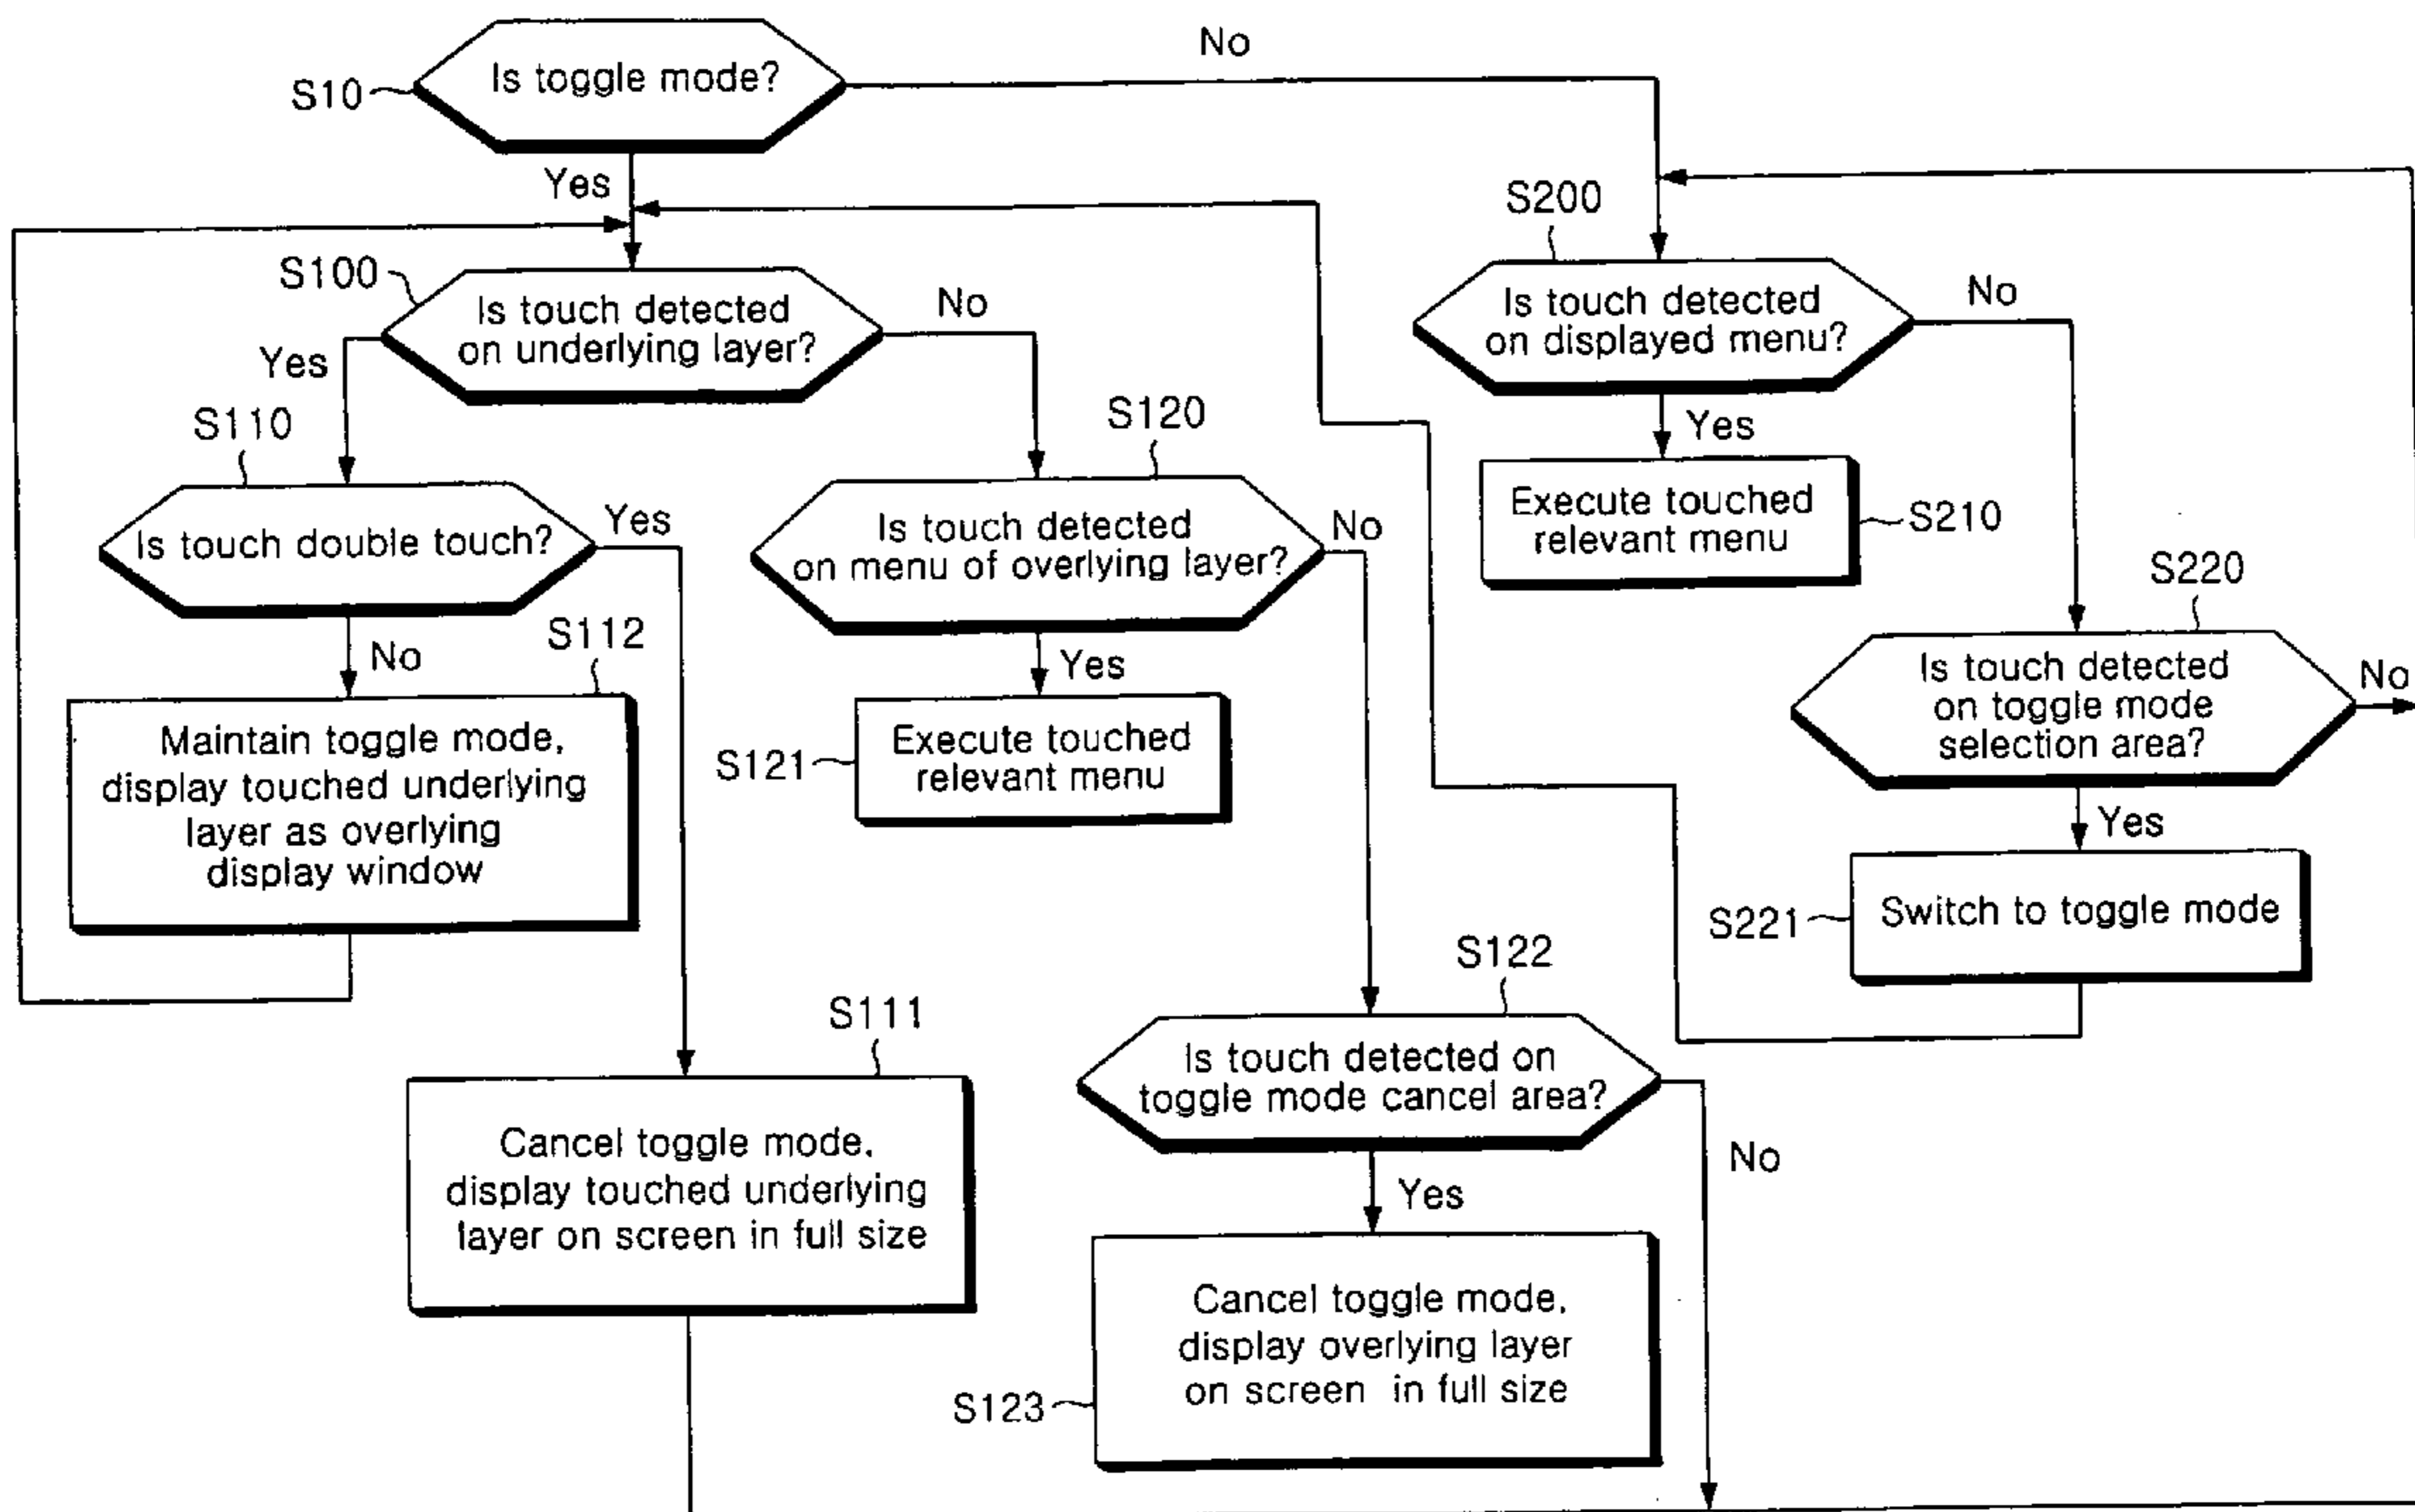 No
Is toggle mode?
S10
Yes
S200
S100
Is touch detected
on underlying layer?
No
Yes
Is touch detected
on displayed menu?
No
Yes
S110
S120
Is touch double touch?
Yes
Is touch detected
on menu of overlying layer?
No
Execute touched
relevant menu
S210
S220
S112
No
Yes
Is touch detected
on toggle mode
selection area?
No
Maintain toggle mode,
display touched underlying
layer as overlying
display window
S121
Execute touched
relevant menu
Yes
S221
Switch to toggle mode
S122
S111
Is touch detected on
toggle mode cancel area?
No
Yes
Cancel toggle mode,
display touched underlying
layer on screen in full size
Cancel toggle mode,
display overlying layer
on screen in full size
S123